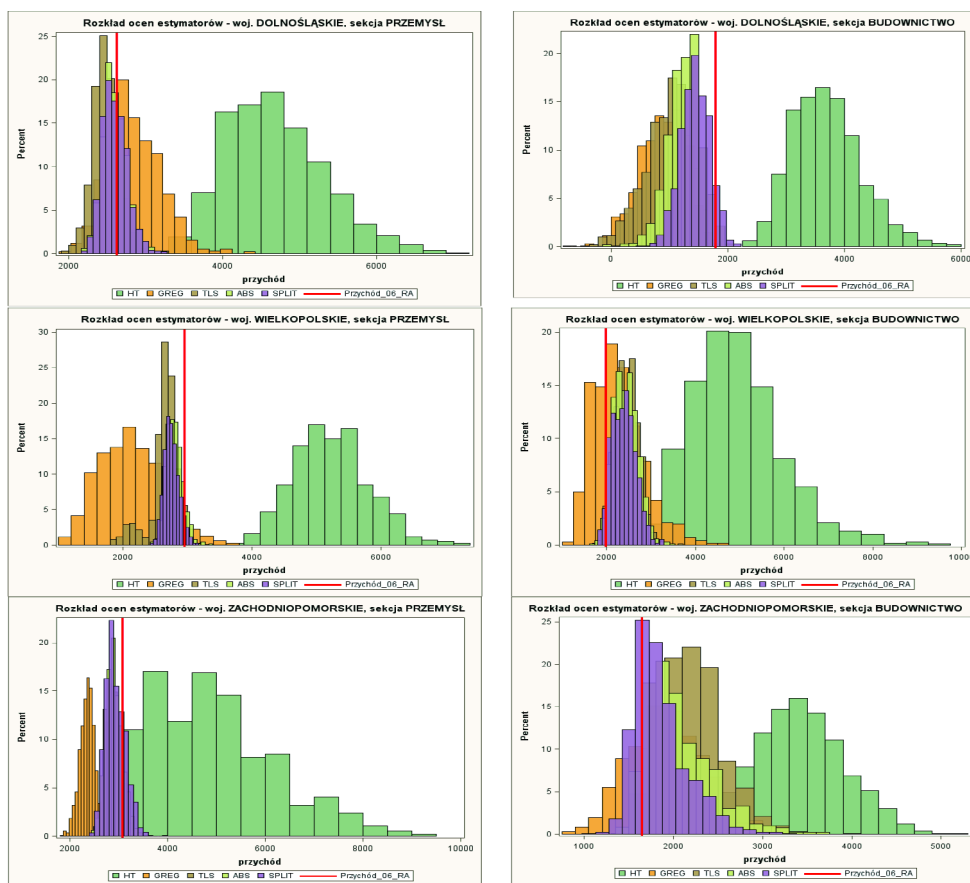 Rozkład ocen estymatorów - woj. DOLNOŚLĄSKIE, sekcja PRZEMYSŁ
Percent
25
20
15
10
5
0
2000 4000 6000
przychód
HT GREG TLS ABS SPLIT Przychód_06_RA
Rozkład ocen estymatorów - woj. DOLNOŚLĄSKIE, sekcja BUDOWNICTWO
Percent
20
15
10
5
0
0 2000 4000 6000
przychód
HT GREG TLS ABS SPLIT Przychód_06_RA
Rozkład ocen estymatorów - woj. WIELKOPOLSKIE, sekcja PRZEMYSŁ
Percent
30
25
20
15
10
5
0
2000 4000 6000
przychód
HT GREG TLS ABS SPLIT Przychód_06_RA
Rozkład ocen estymatorów - woj. WIELKOPOLSKIE, sekcja BUDOWNICTWO
Percent
20
15
10
5
0
2000 4000 6000 8000 1000
przychód
HT GREG TLS ABS SPLIT Przychód_06_RA
Rozkład ocen estymatorów - woj. ZACHODNIOPOMORSKIE, sekcja PRZEMYSŁ
Percent
20
15
10
5
0
2000 4000 6000 8000 10000
przychód
HT GREG TLS ABS SPLIT Przychód_06_RA
Rozkład ocen estymatorów - woj. ZACHODNIOPOMORSKIE, sekcja BUDOWNICTWO
Percent
25
20
15
10
5
0
1000 2000 3000 4000 5000
przychód
HT GREG TLS ABS SPLIT Przychód_06_RA